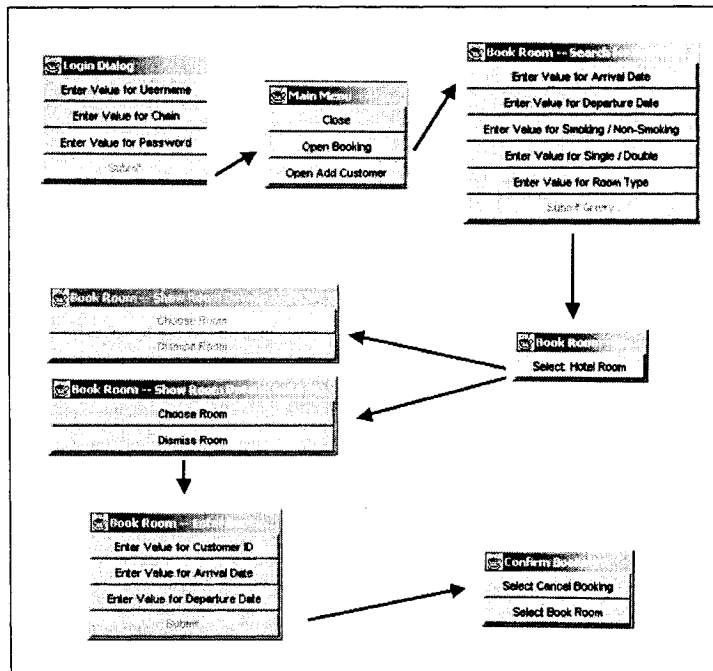 Login Dialog
Enter Value for Username
Enter Value for Chain
Enter Value for Password
Submit
Main Menu
Close
Open Booking
Open Add Customer
Book Room -- Search
Enter Value for Arrival Date
Enter Value for Departure Date
Enter Value for Smoking / Non-Smoking
Enter Value for Single / Double
Enter Value for Room Type
Submit Query
Book Room -- Show Room
Choose Room
Dismiss Room
Book Room
Select Hotel Room
Book Room -- Show Room
Choose Room
Dismiss Room
Book Room --
Enter Value for Customer ID
Enter Value for Arrival Date
Enter Value for Departure Date
Submit
Confirm Booking
Select Cancel Booking
Select Book Room